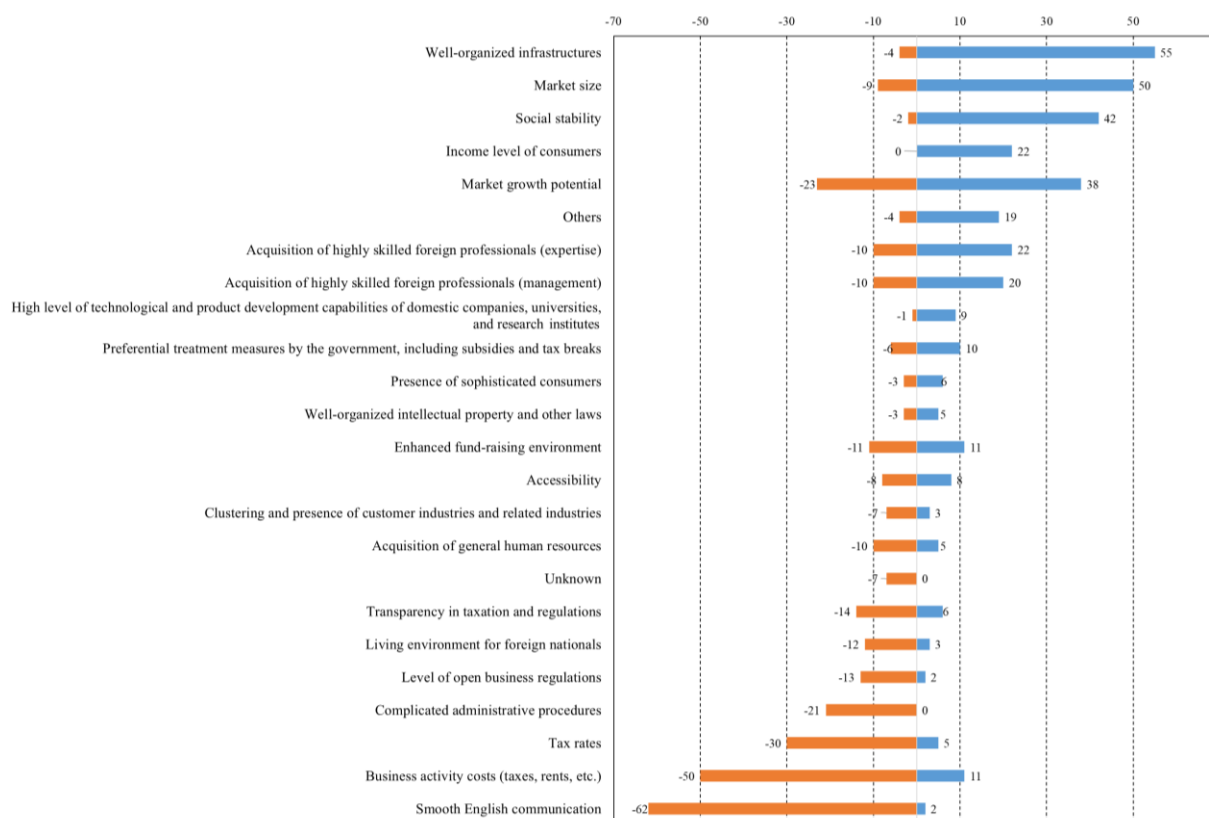 -70 -50 -30 -10 10 30 50
Well-organized infrastructures -4 55
Market size -9 50
Social stability -2 42
Income level of consumers 0 22
Market growth potential -23 38
Others -4 19
Acquisition of highly skilled foreign professionals (expertise) -10 22
Acquisition of highly skilled foreign professionals (management) -10 20
High level of technological and product development capabilities of domestic companies, universities,
and research institutes -1 9
Preferential treatment measures by the government, including subsidies and tax breaks -6 10
Presence of sophisticated consumers -3 6
Well-organized intellectual property and other laws -3 5
Enhanced fund-raising environment -11 11
Accessibility -8 8
Clustering and presence of customer industries and related industries -7 3
Acquisition of general human resources -10 5
Unknown -7 0
Transparency in taxation and regulations -14 6
Living environment for foreign nationals -12 3
Level of open business regulations -13 2
Complicated administrative procedures -21 0
Tax rates -30 5
Business activity costs (taxes, rents, etc.) -50 11
Smooth English communication -62 2